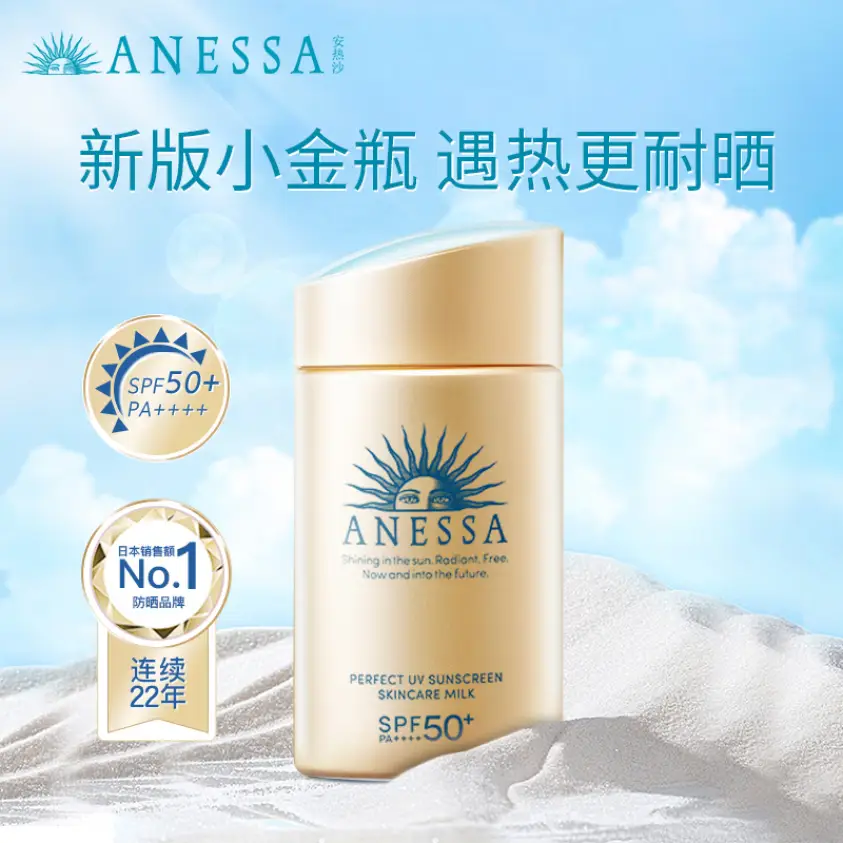 ANESSA
安热沙
新版小金瓶 遇热更耐晒
SPF50+
PA++++
日本销售额
No.1
防晒品牌
连续
22年
ANESSA
Shining in the sun. Radiant. Free.
Now and into the future.
PERFECT UV SUNSCREEN
SKINCARE MILK
SPF50+
PA++++